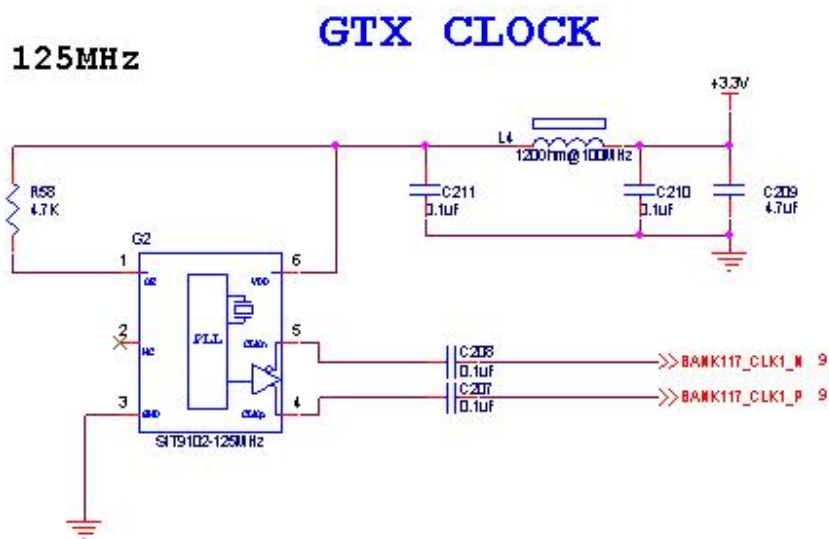 GTX CLOCK
125MHz
+3.3V
L4
120Ohm@100MHz
R58
4.7K
C211
0.1uF
C210
0.1uF
C209
4.7uF
G2
1
OE
6
VDD
2
NC
PLL
5
CLKn
3
GND
4
CLKp
SIT9102-125MHz
C208
0.1uF
BANK117_CLK1_N 9
C207
0.1uF
BANK117_CLK1_P 9